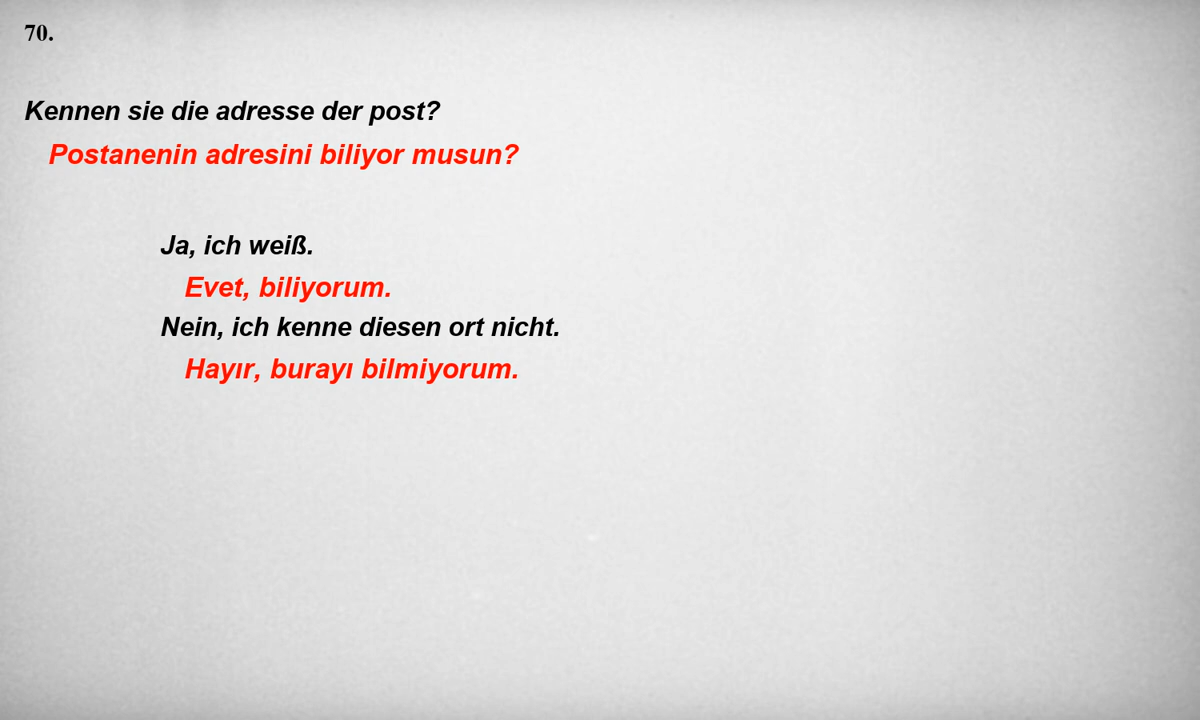 70.
Kennen sie die adresse der post?
Postanenin adresini biliyor musun?
Ja, ich weiß.
Evet, biliyorum.
Nein, ich kenne diesen ort nicht.
Hayır, burayı bilmiyorum.